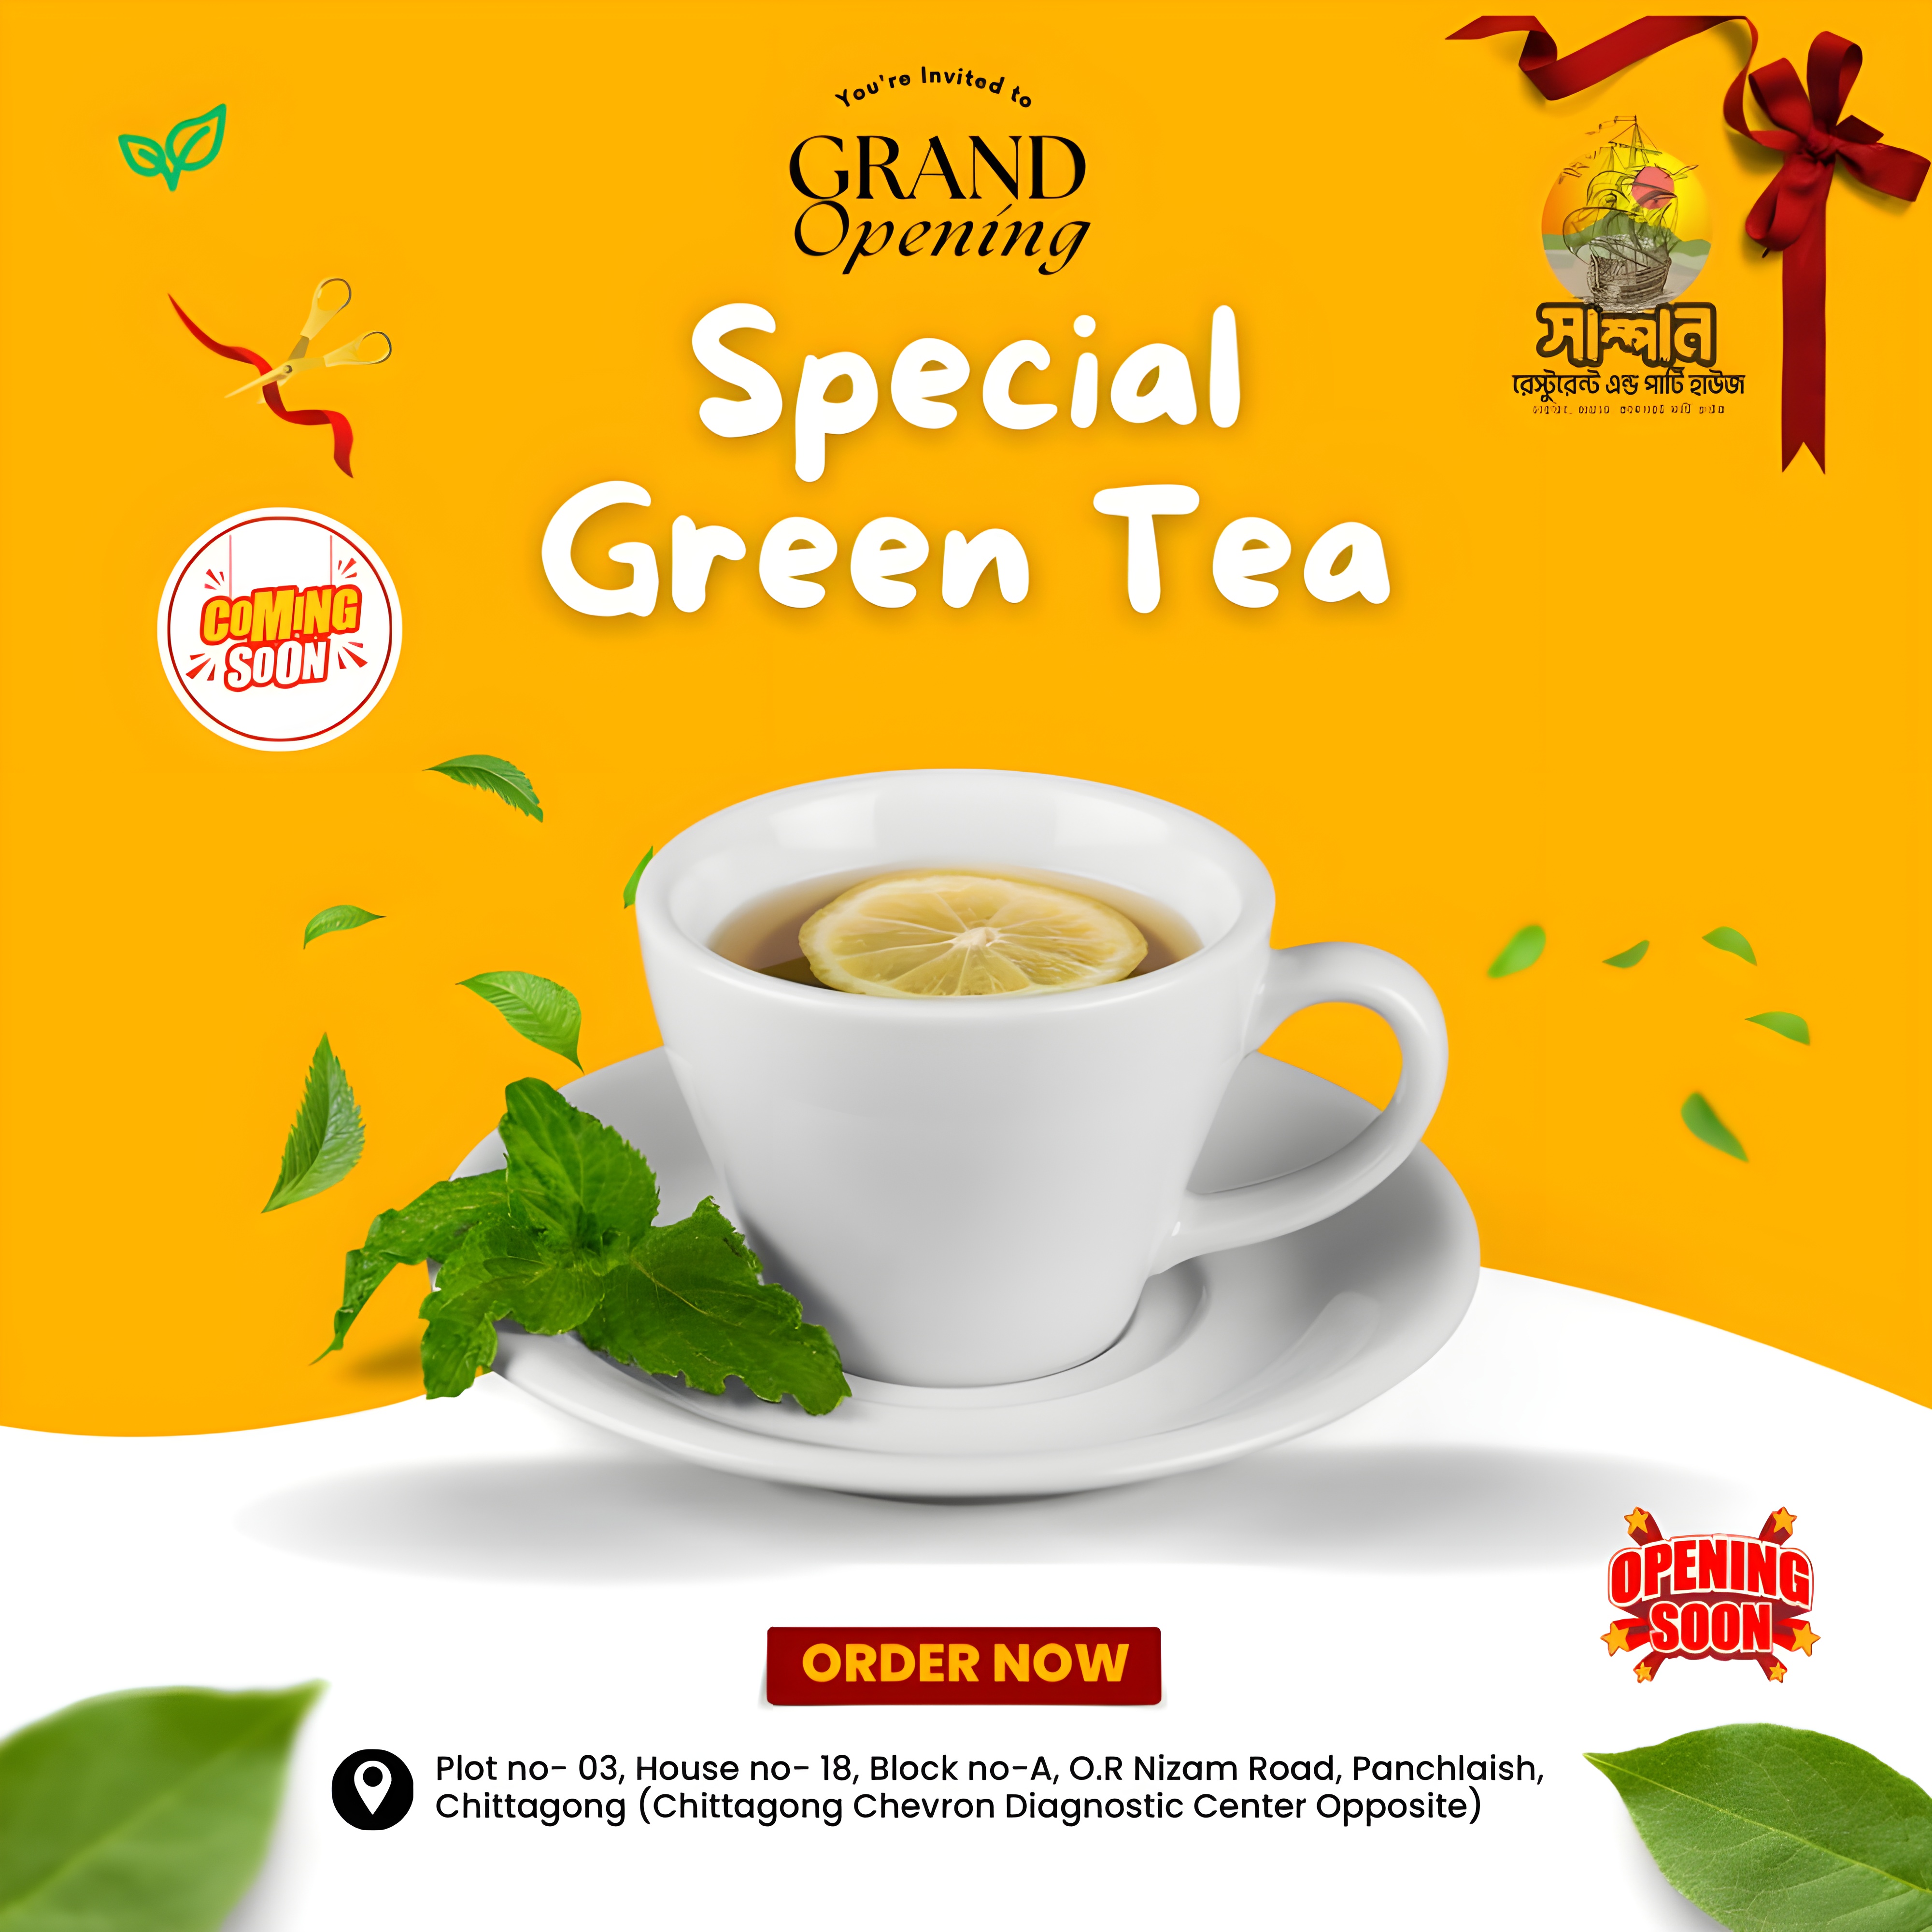 You're Invited to
GRAND
Opening
Special
Green Tea
সাম্পান
রেস্টুরেন্ট এন্ড পার্টি হাউজ
COMING
SOON
OPENING
SOON
ORDER NOW
Plot no- 03, House no- 18, Block no-A, O.R Nizam Road, Panchlaish,
Chittagong (Chittagong Chevron Diagnostic Center Opposite)